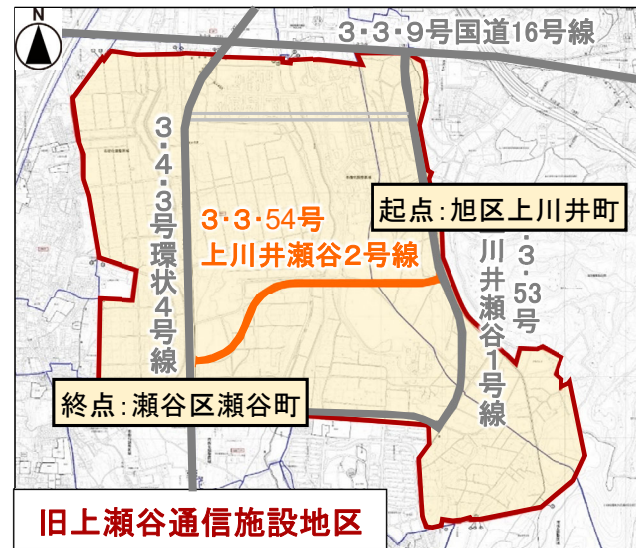 N
3・3・9号国道16号線
3・4・3号環状4号線
3・3・54号
上川井瀬谷2号線
起点:旭区上川井町
3・53号
川井瀬谷1号線
終点:瀬谷区瀬谷町
旧上瀬谷通信施設地区